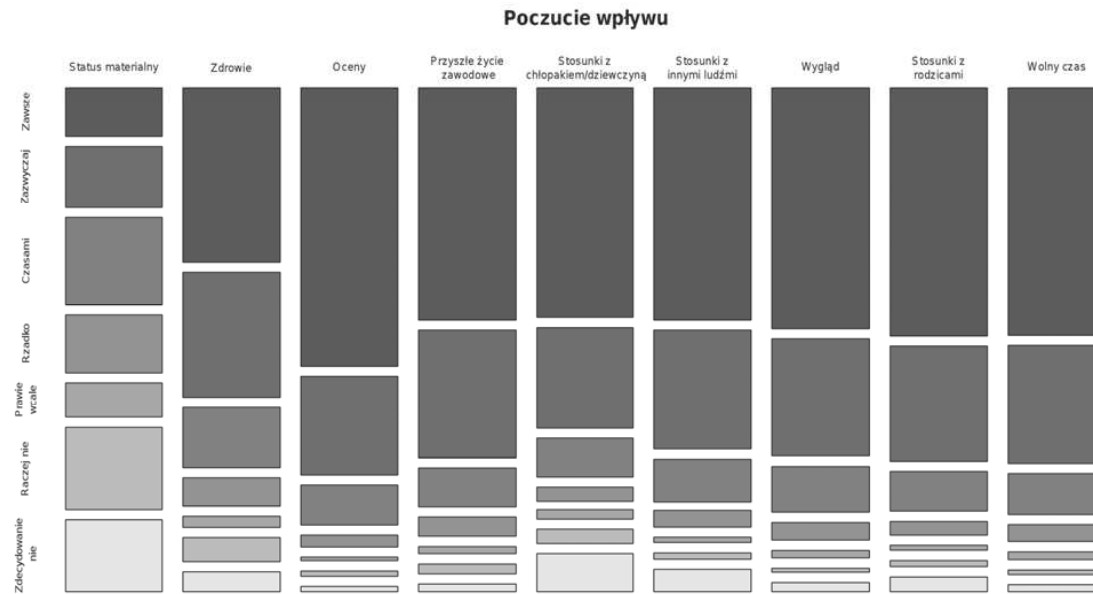 Poczucie wpływu
Status materialny
Zdrowie
Oceny
Przyszłe życie
zawodowe
Stosunki z
chłopakiem/dziewczyną
Stosunki z
innymi ludźmi
Wygląd
Stosunki z
rodzicami
Wolny czas
Zawsze
Zazwyczaj
Czasami
Rzadko
Prawie
wcale
Raczej nie
Zdecydowanie
nie